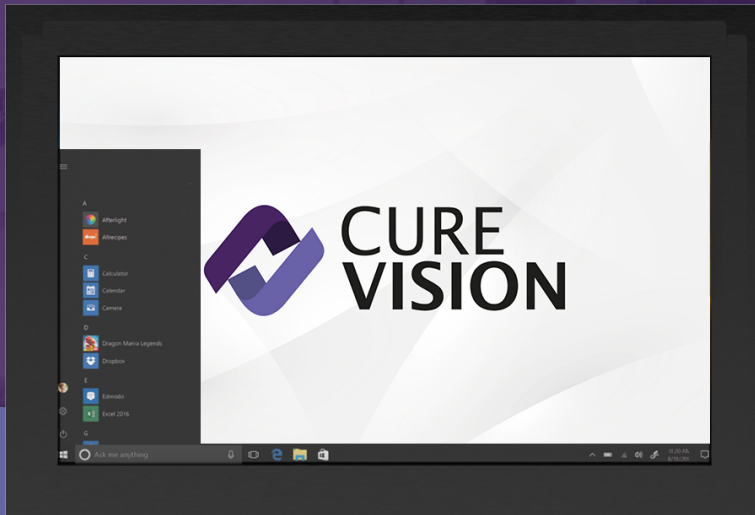 CURE
VISION
A
Afterlight
Allrecipes
C
Calculator
Calendar
Camera
D
Dragon Mania Legends
Dropbox
E
Edmodo
Excel 2016
G
Ask me anything